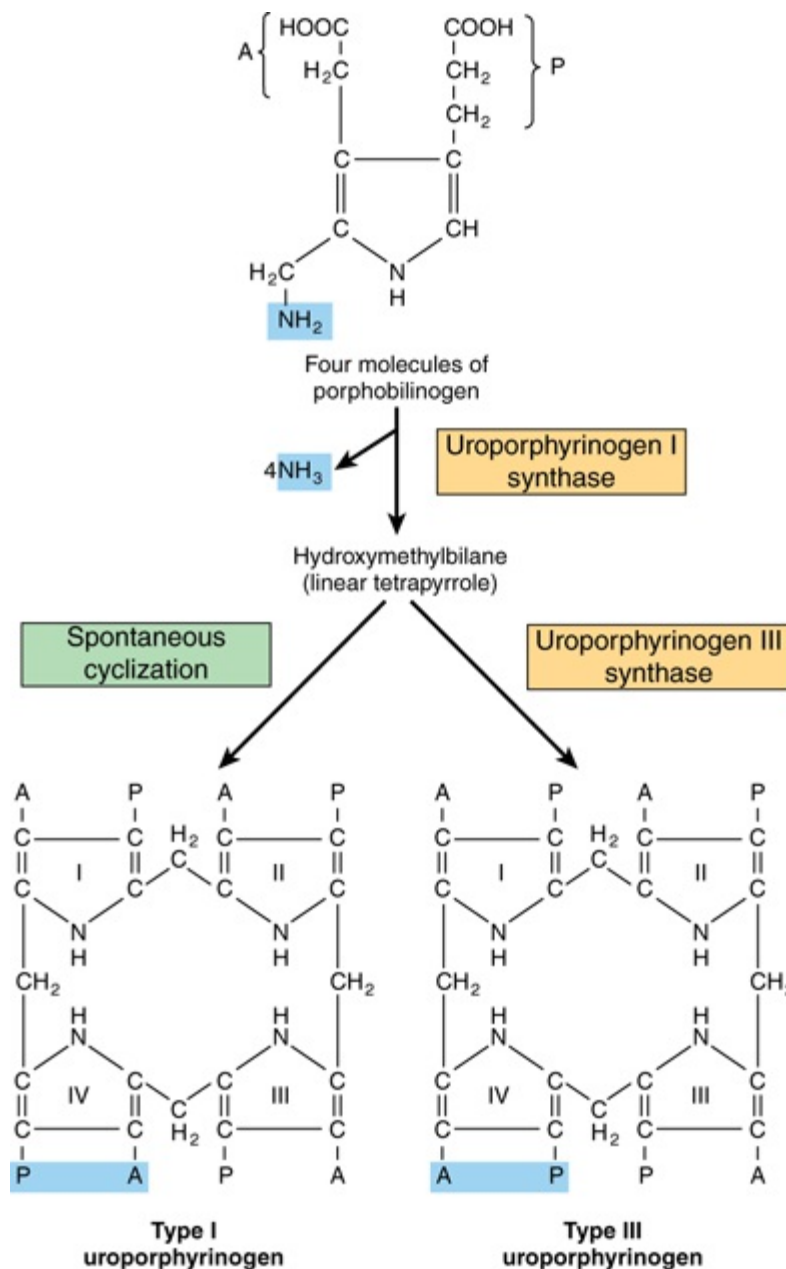 HOOC COOH
A H₂C CH₂ P
CH₂
C C
C CH
H₂C N
H
NH₂
Four molecules of
porphobilinogen
4NH₃
Uroporphyrinogen I
synthase
Hydroxymethylbilane
(linear tetrapyrrole)
Spontaneous
cyclization
Uroporphyrinogen III
synthase
A P A P
H₂
C C C C C
I II
C C C C
N N
H H
CH₂ CH₂
H H
N N
C C C C
IV III
C C C C C
H₂
P A P A
Type I
uroporphyrinogen
A P A P
H₂
C C C C C
I II
C C C C
N N
H H
CH₂ CH₂
H H
N N
C C C C
IV III
C C C C C
H₂
A P P A
Type III
uroporphyrinogen